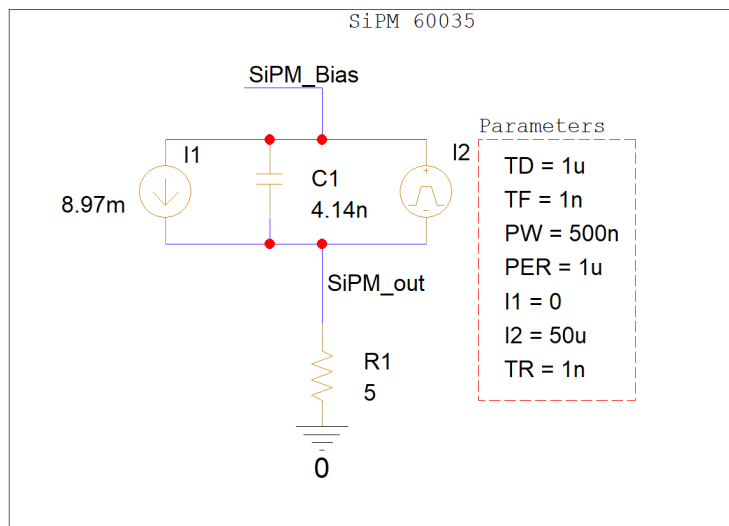 SiPM 60035
SiPM_Bias
Parameters
I1
I2
8.97m
C1
4.14n
TD = 1u
TF = 1n
PW = 500n
PER = 1u
I1 = 0
I2 = 50u
TR = 1n
SiPM_out
R1
5
0